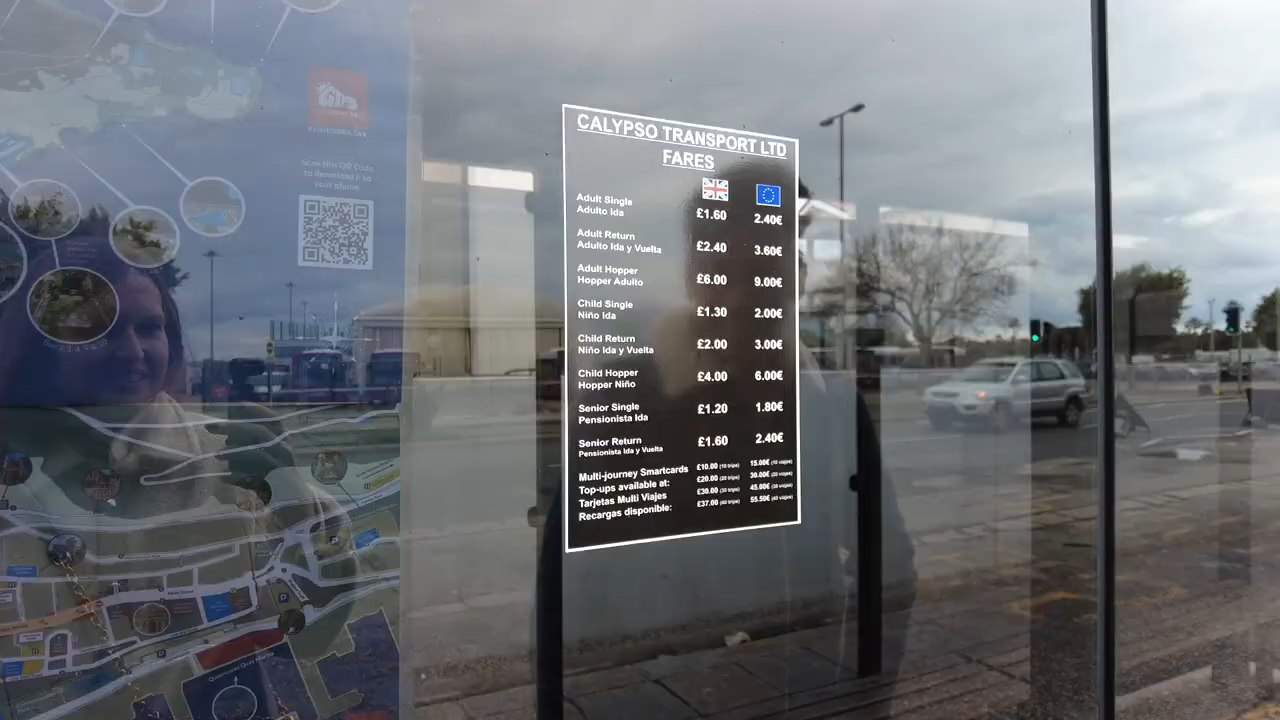 Scan this QR Code
to download it to
your phone:
CALYPSO TRANSPORT LTD
FARES
Adult Single
Adulto Ida
£1.60 2.40€
Adult Return
Adulto Ida y Vuelta
£2.40 3.60€
Adult Hopper
Hopper Adulto
£6.00 9.00€
Child Single
Niño Ida
£1.30 2.00€
Child Return
Niño Ida y Vuelta
£2.00 3.00€
Child Hopper
Hopper Niño
£4.00 6.00€
Senior Single
Pensionista Ida
£1.20 1.80€
Senior Return
Pensionista Ida y Vuelta
£1.60 2.40€
Multi-journey Smartcards
Top-ups available at:
Tarjetas Multi Viajes
Recargas disponible:
£10.00 (10 trips) 15.00€ (10 viajes)
£20.00 (20 trips) 30.00€ (20 viajes)
£30.00 (30 trips) 45.00€ (30 viajes)
£37.00 (40 trips) 55.50€ (40 viajes)